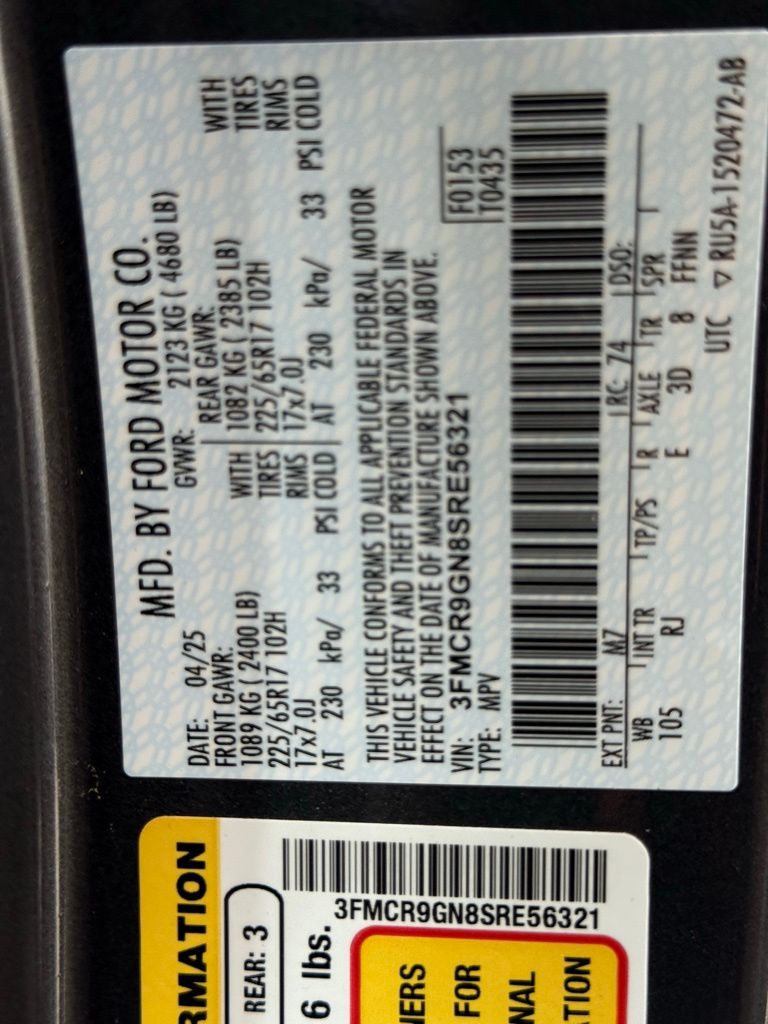 MFD. BY FORD MOTOR CO.
DATE: 04/25 GVWR: 2123 KG ( 4680 LB)
FRONT GAWR: REAR GAWR:
1089 KG ( 2400 LB) WITH 1082 KG ( 2385 LB) WITH
225/65R17 102H TIRES 225/65R17 102H TIRES
17x7.0J RIMS 17x7.0J RIMS
AT 230 kPa/ 33 PSI COLD AT 230 kPa/ 33 PSI COLD
THIS VEHICLE CONFORMS TO ALL APPLICABLE FEDERAL MOTOR
VEHICLE SAFETY AND THEFT PREVENTION STANDARDS IN
EFFECT ON THE DATE OF MANUFACTURE SHOWN ABOVE.
VIN: 3FMCR9GN8SRE56321 F0153
TYPE: MPV T0435
EXT PNT: M7 RC: 74 DSO:
WB INT TR TP/PS R AXLE TR SPR
105 RJ E 3D 8 FFNN
UTC ▽ RU5A-1520472-AB
RMATION
REAR: 3
6 lbs.
3FMCR9GN8SRE56321
NERS
FOR
NAL
ATION